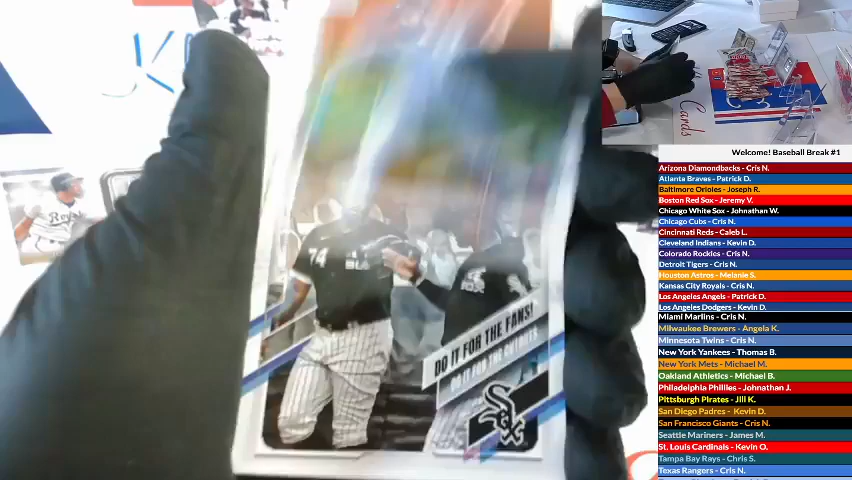 74
DO IT FOR THE FANS!
Sox
Royals
Cards
Welcome! Baseball Break #1
Arizona Diamondbacks - Cris N.
Atlanta Braves - Patrick D.
Baltimore Orioles - Joseph R.
Boston Red Sox - Jeremy V.
Chicago White Sox - Johnathan W.
Chicago Cubs - Cris N.
Cincinnati Reds - Caleb L.
Cleveland Indians - Kevin D.
Colorado Rockies - Cris N.
Detroit Tigers - Cris N.
Houston Astros - Melanie S.
Kansas City Royals - Cris N.
Los Angeles Angels - Patrick D.
Los Angeles Dodgers - Kevin D.
Miami Marlins - Cris N.
Milwaukee Brewers - Angela K.
Minnesota Twins - Cris N.
New York Yankees - Thomas B.
New York Mets - Michael M.
Oakland Athletics - Michael B.
Philadelphia Phillies - Johnathan J.
Pittsburgh Pirates - Jill K.
San Diego Padres - Kevin D.
San Francisco Giants - Cris N.
Seattle Mariners - James M.
St. Louis Cardinals - Kevin O.
Tampa Bay Rays - Chris S.
Texas Rangers - Cris N.